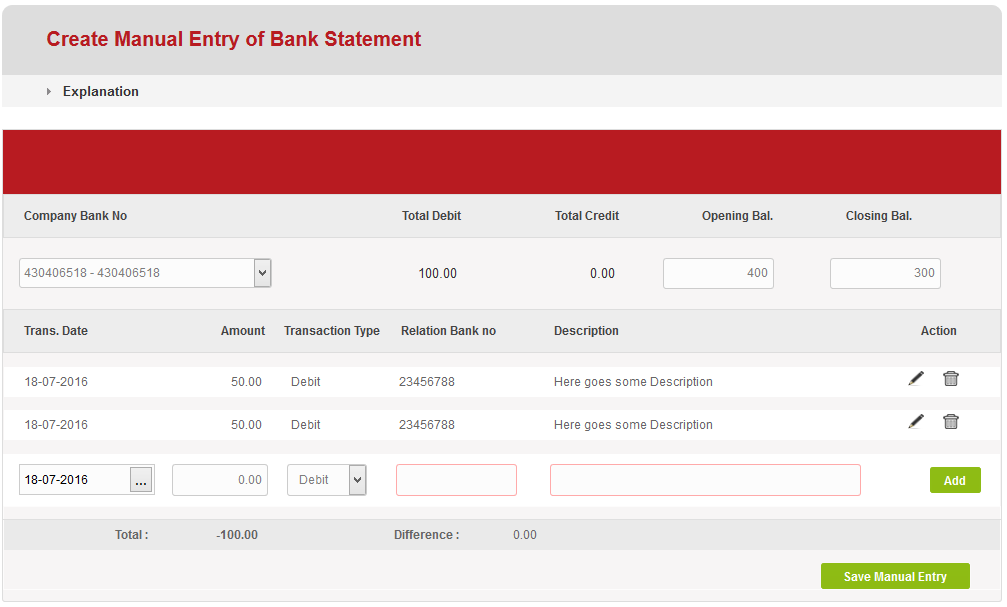 Create Manual Entry of Bank Statement
Explanation
Company Bank No Total Debit Total Credit Opening Bal. Closing Bal.
430406518 - 430406518 100.00 0.00 400 300
Trans. Date Amount Transaction Type Relation Bank no Description Action
18-07-2016 50.00 Debit 23456788 Here goes some Description
18-07-2016 50.00 Debit 23456788 Here goes some Description
18-07-2016 ... 0.00 Debit Add
Total : -100.00 Difference : 0.00
Save Manual Entry